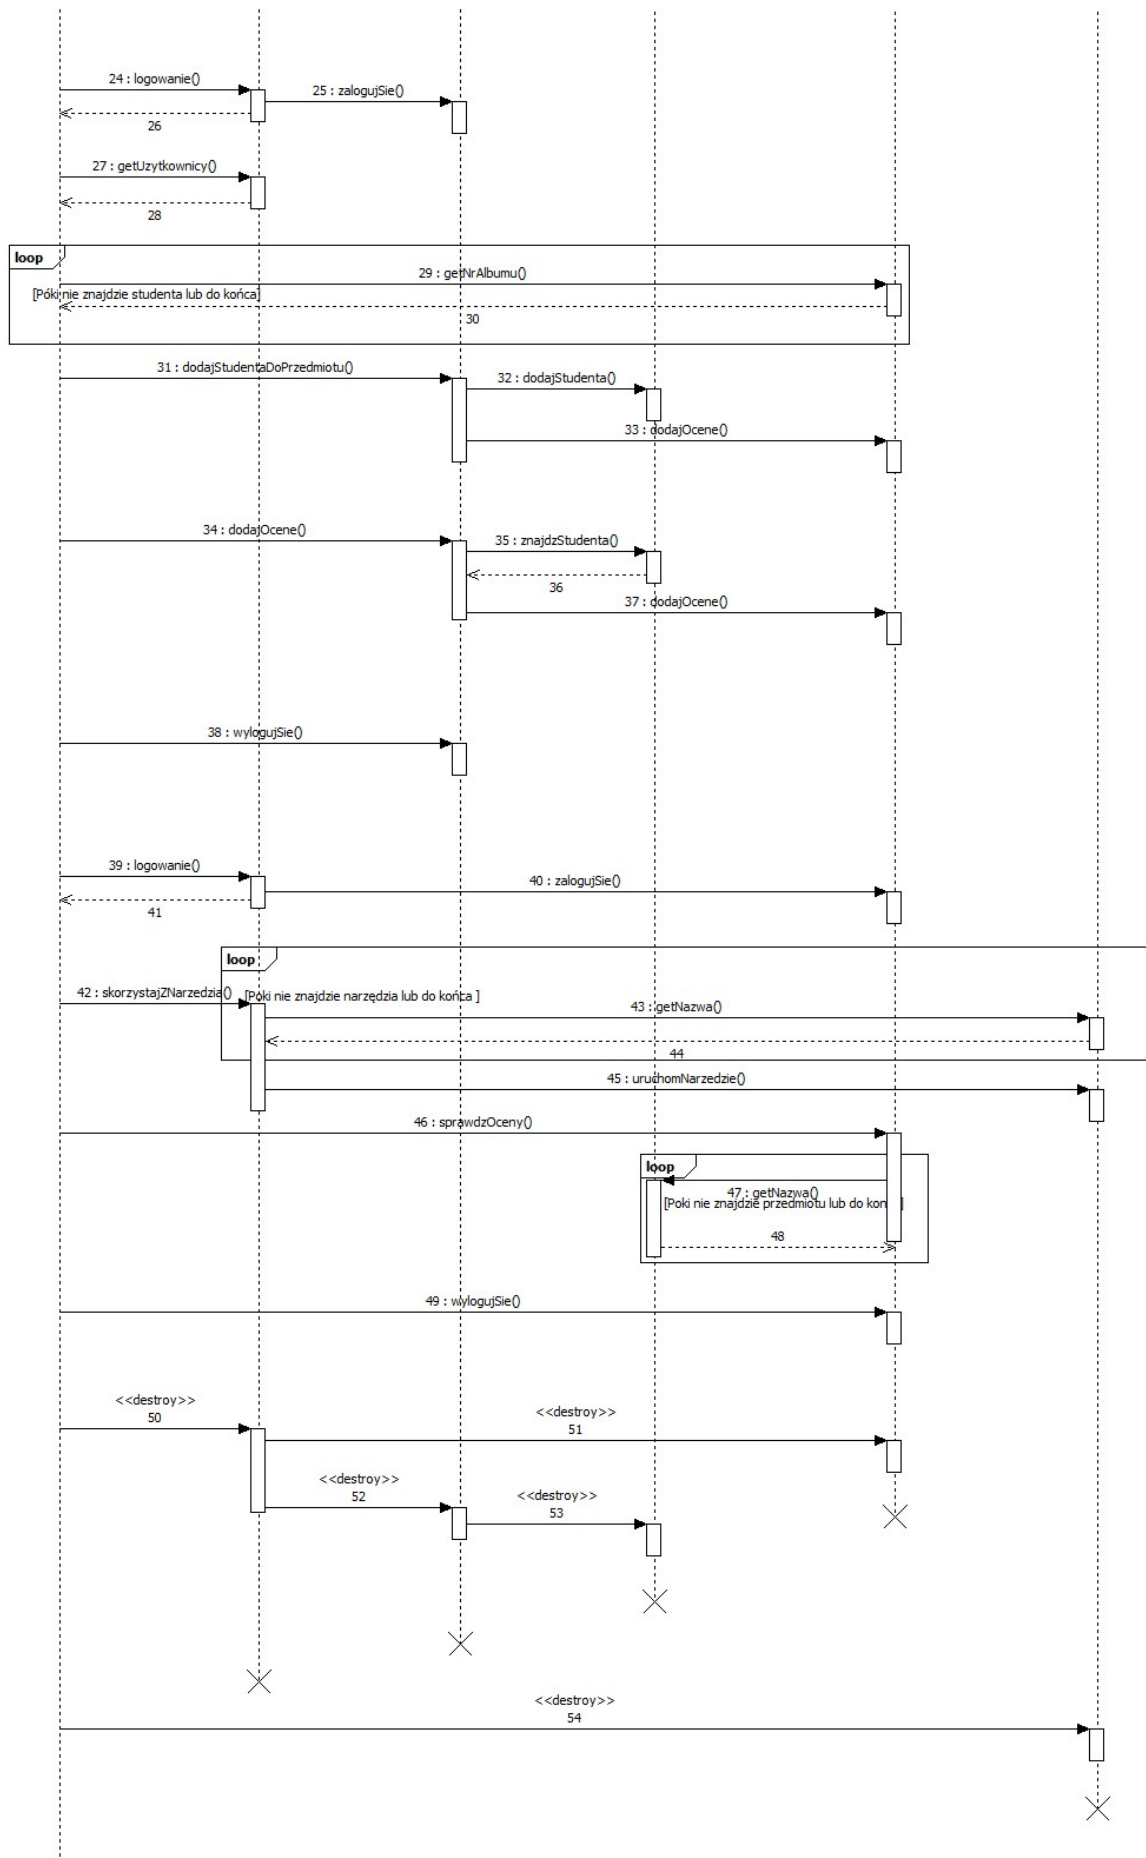 24 : logowanie()
25 : zalogujSie()
26
27 : getUzytkownicy()
28
loop
29 : getNrAlbumu()
[Póki nie znajdzie studenta lub do końca]
30
31 : dodajStudentaDoPrzedmiotu()
32 : dodajStudenta()
33 : dodajOcene()
34 : dodajOcene()
35 : znajdzStudenta()
36
37 : dodajOcene()
38 : wylogujSie()
39 : logowanie()
40 : zalogujSie()
41
loop
42 : skorzystajZNarzedzia()
[Poki nie znajdzie narzędzia lub do końca ]
43 : getNazwa()
44
45 : uruchomNarzedzie()
46 : sprawdzOceny()
loop
47 : getNazwa()
[Poki nie znajdzie przedmiotu lub do kon ]
48
49 : wylogujSie()
<<destroy>>
50
<<destroy>>
51
<<destroy>>
52
<<destroy>>
53
<<destroy>>
54